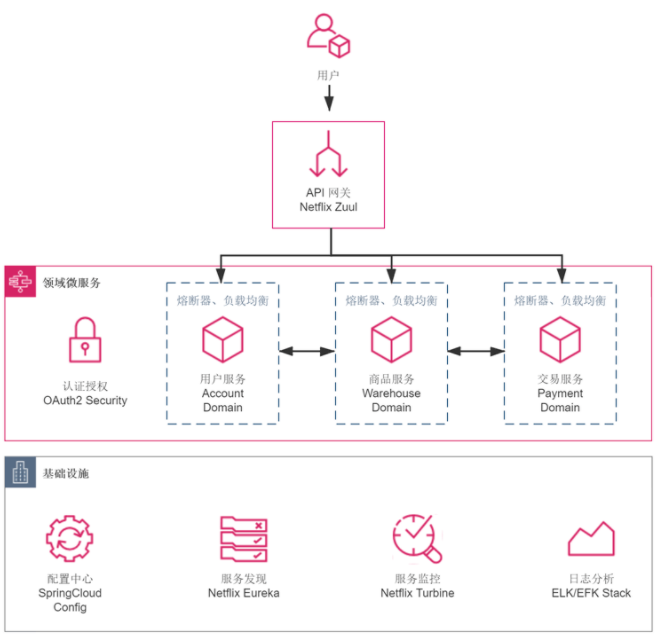 用户
API 网关
Netflix Zuul
领域微服务
熔断器、负载均衡
熔断器、负载均衡
熔断器、负载均衡
认证授权
OAuth2 Security
用户服务
Account
Domain
商品服务
Warehouse
Domain
交易服务
Payment
Domain
基础设施
配置中心
SpringCloud
Config
服务发现
Netflix Eureka
服务监控
Netflix Turbine
日志分析
ELK/EFK Stack